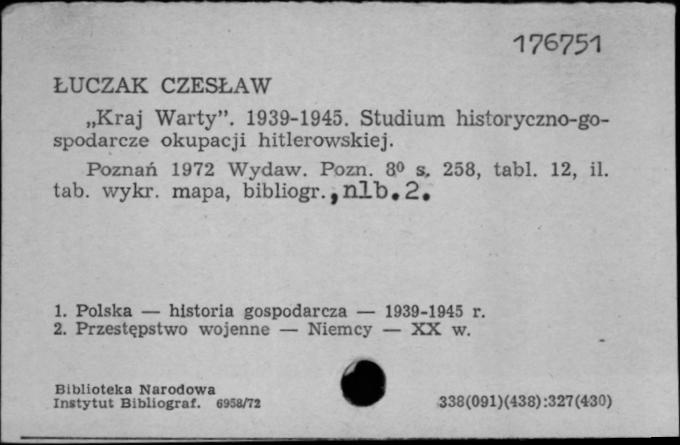 176751
ŁUCZAK CZESŁAW
„Kraj Warty”. 1939-1945. Studium historyczno-go-
spodarcze okupacji hitlerowskiej.
Poznań 1972 Wydaw. Pozn. 8⁰ s. 258, tabl. 12, il.
tab. wykr. mapa, bibliogr., nlb. 2.
1. Polska — historia gospodarcza — 1939-1945 r.
2. Przestępstwo wojenne — Niemcy — XX w.
Biblioteka Narodowa
Instytut Bibliograf. 6958/72 338(091)(438):327(430)